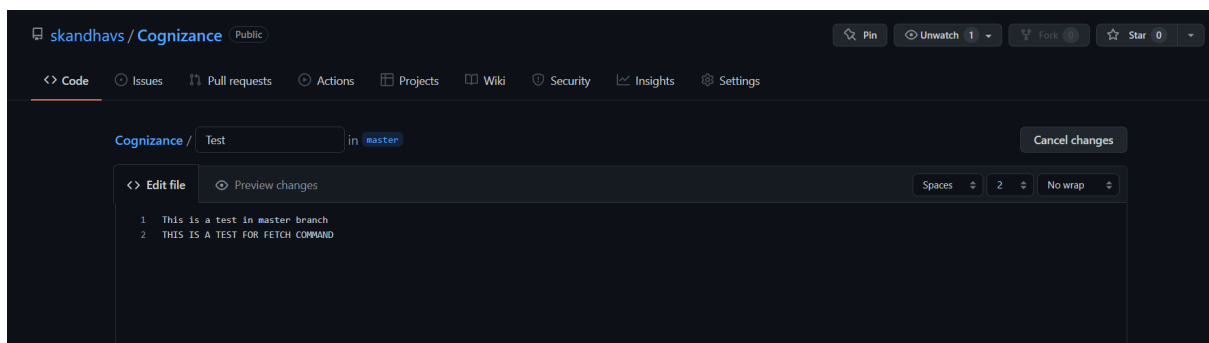 skandhavs / Cognizance Public Pin Unwatch 1 Fork 0 Star 0
<> Code Issues Pull requests Actions Projects Wiki Security Insights Settings
Cognizance / Test in master Cancel changes
<> Edit file Preview changes Spaces 2 No wrap
1 This is a test in master branch
2 THIS IS A TEST FOR FETCH COMMAND